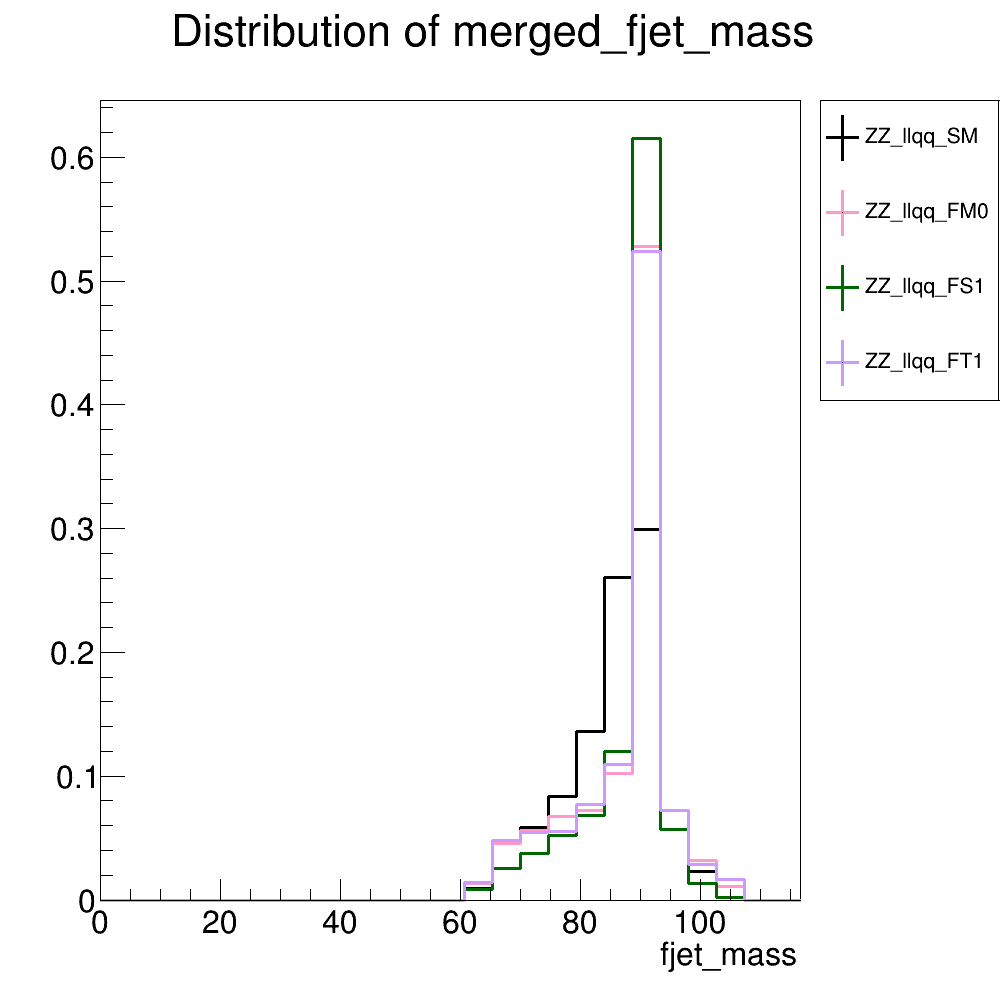 Distribution of merged_fjet_mass
0.6
0.5
0.4
0.3
0.2
0.1
0
0 20 40 60 80 100
fjet_mass
ZZ_llqq_SM
ZZ_llqq_FM0
ZZ_llqq_FS1
ZZ_llqq_FT1